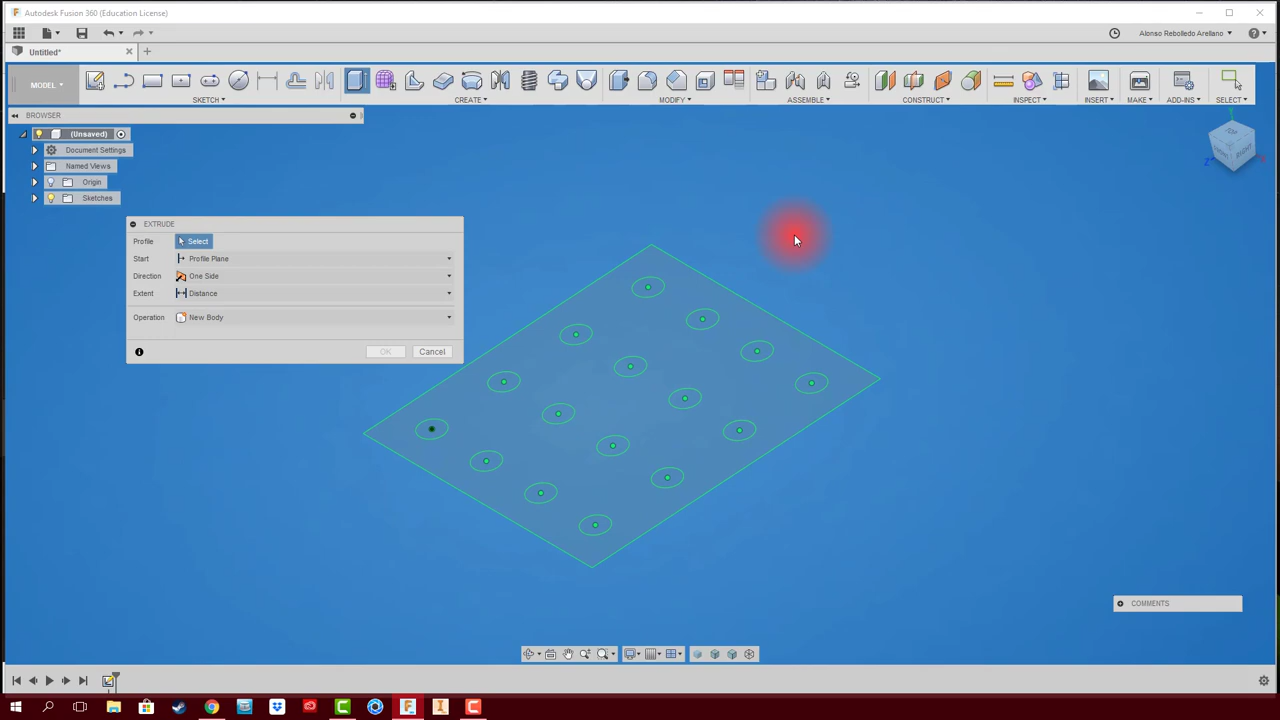 Autodesk Fusion 360 (Education License)
Alonso Rebolledo Arellano
Untitled*
MODEL
SKETCH
CREATE
MODIFY
ASSEMBLE
CONSTRUCT
INSPECT
INSERT
MAKE
ADD-INS
SELECT
BROWSER
(Unsaved)
Document Settings
Named Views
Origin
Sketches
TOP
RIGHT
Z
EXTRUDE
Profile Select
Start Profile Plane
Direction One Side
Extent Distance
Operation New Body
OK Cancel
COMMENTS